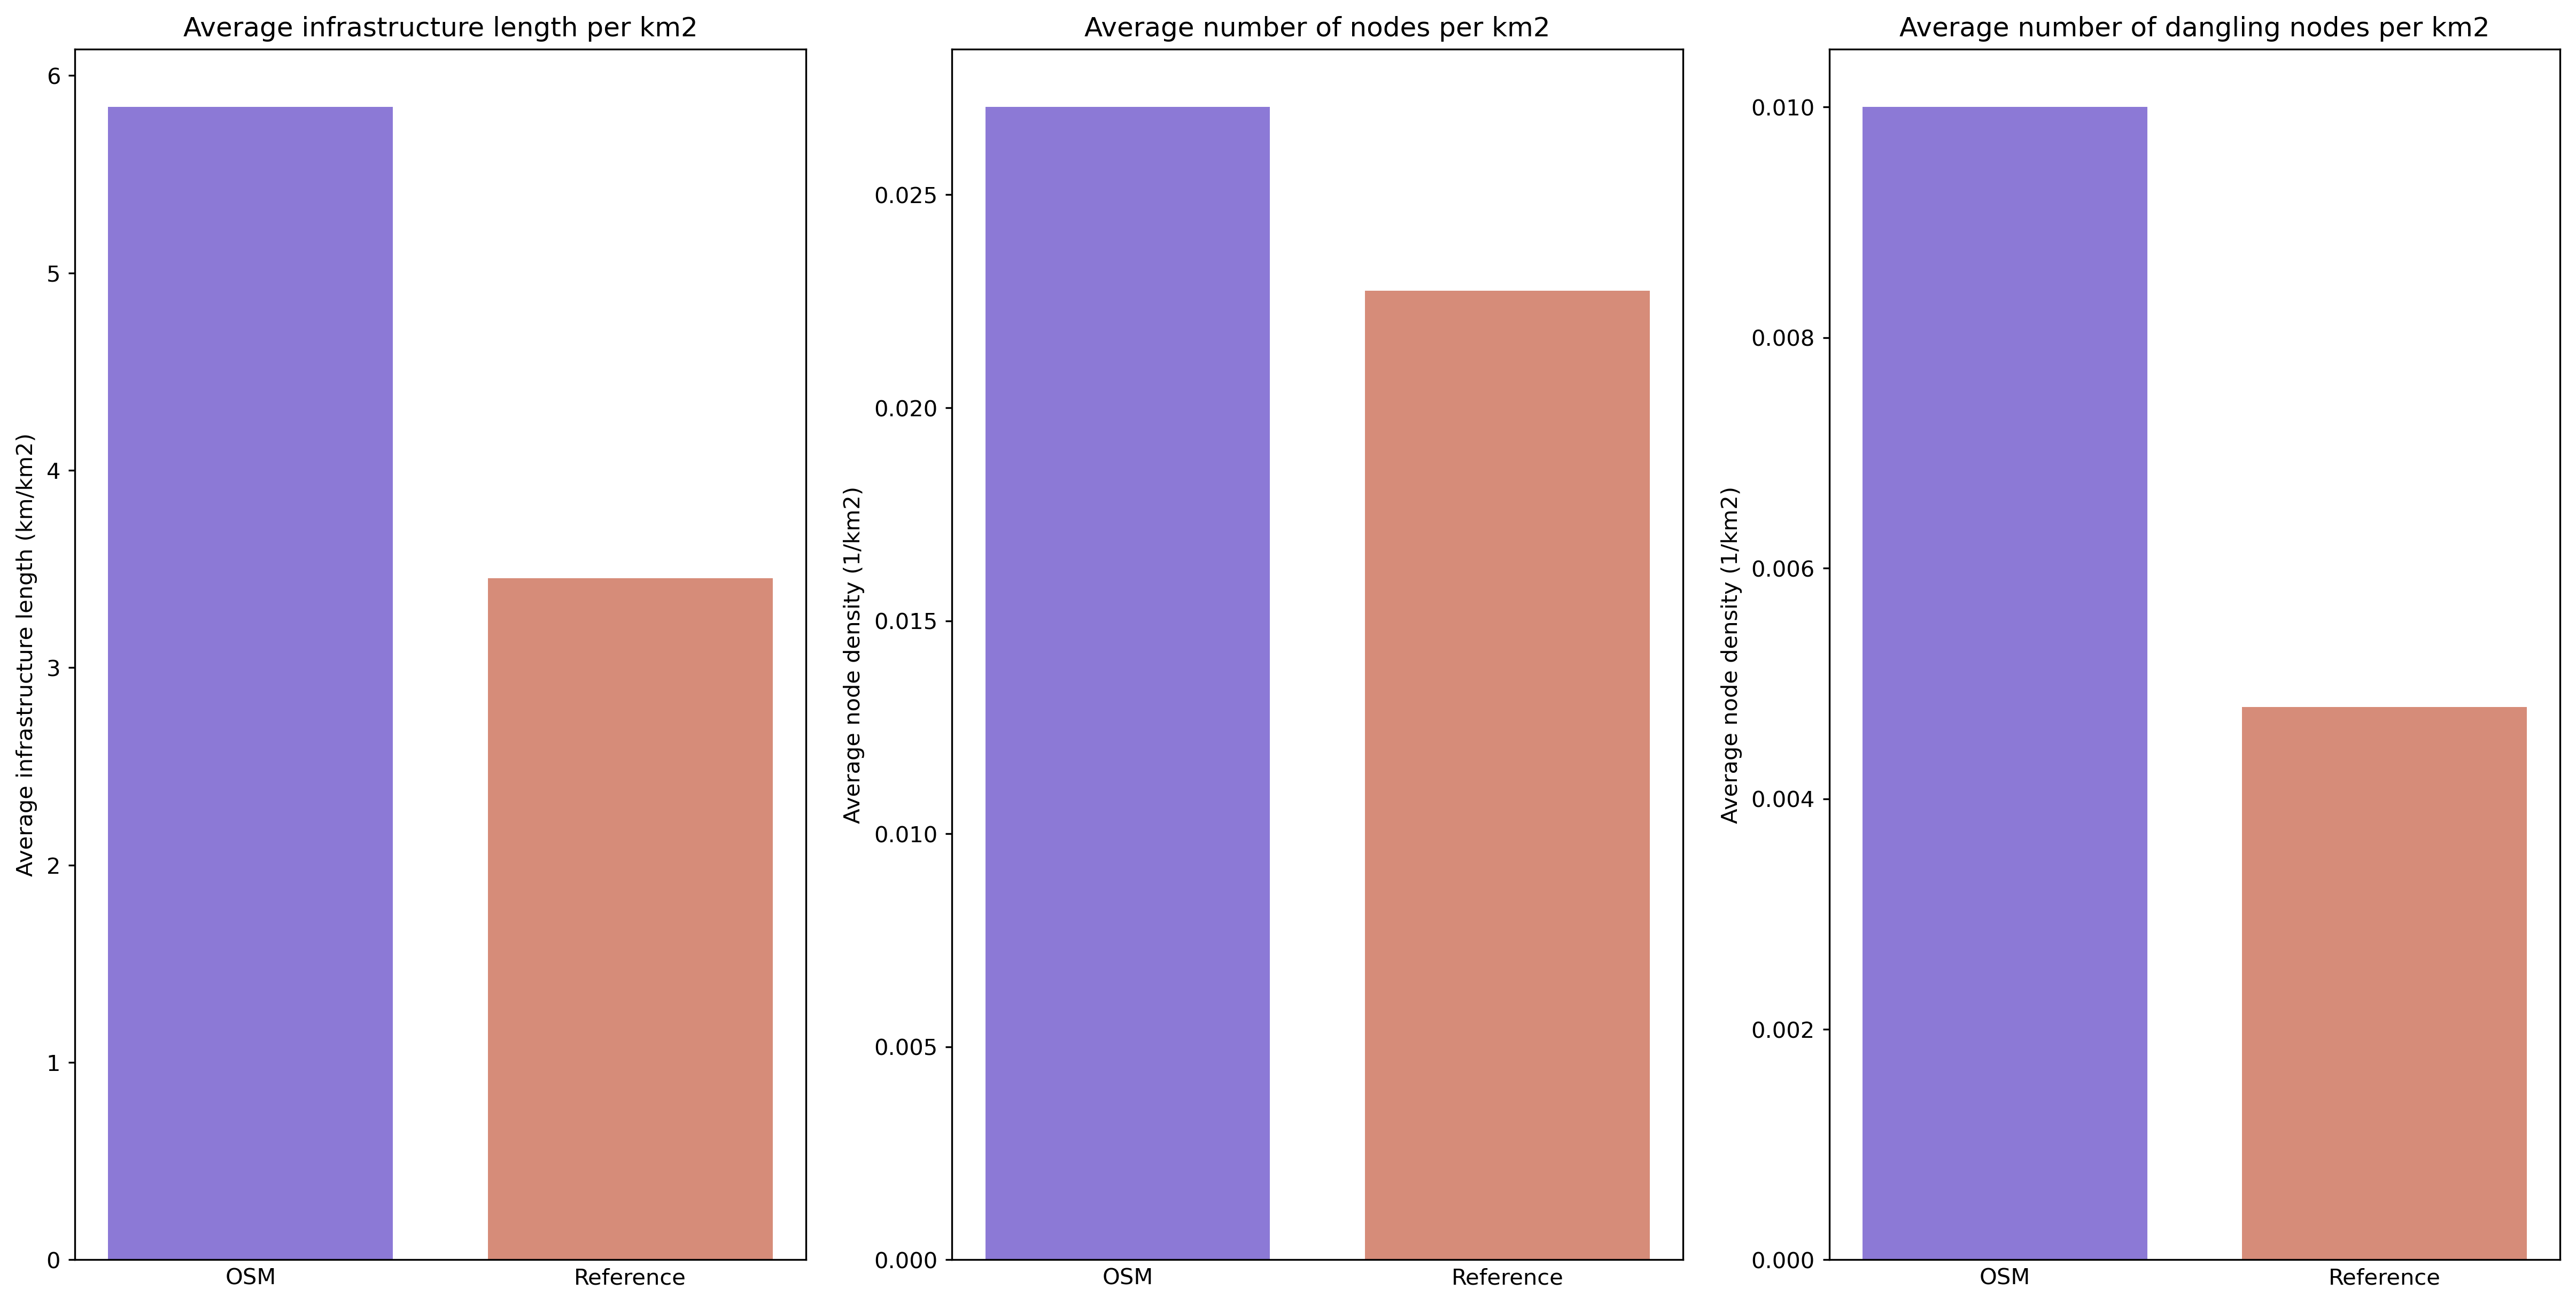 Average infrastructure length per km2
Average infrastructure length (km/km2)
6
5
4
3
2
1
0
OSM
Reference
Average number of nodes per km2
Average node density (1/km2)
0.025
0.020
0.015
0.010
0.005
0.000
OSM
Reference
Average number of dangling nodes per km2
Average node density (1/km2)
0.010
0.008
0.006
0.004
0.002
0.000
OSM
Reference